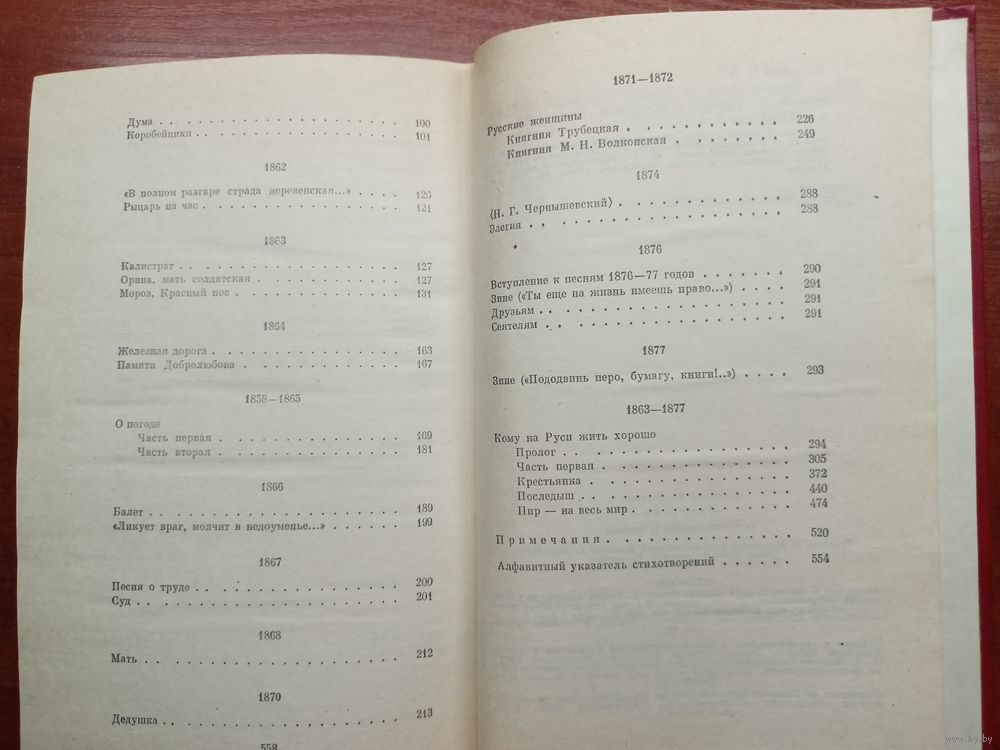 Дума . . . . . . . . . . . . . . . . 100
Коробейники . . . . . . . . . . . . . 101
1862
«В полном разгаре страда деревенская...» . . . . 120
Рыцарь на час . . . . . . . . . . . . . 121
1863
Калистрат . . . . . . . . . . . . . . 127
Орина, мать солдатская . . . . . . . . . . 127
Мороз, Красный нос . . . . . . . . . . . 131
1864
Железная дорога . . . . . . . . . . . . 163
Памяти Добролюбова . . . . . . . . . . . 167
1858—1865
О погоде
Часть первая . . . . . . . . . . . . 169
Часть вторая . . . . . . . . . . . . 181
1866
Балет . . . . . . . . . . . . . . . . 189
«Ликует враг, молчит в недоуменье...» . . . . . . 199
1867
Песня о труде . . . . . . . . . . . . . 200
Суд . . . . . . . . . . . . . . . . . 201
1868
Мать . . . . . . . . . . . . . . . . 212
1870
Дедушка . . . . . . . . . . . . . . . 213
558
1871—1872
Русские женщины
Княгиня Трубецкая . . . . . . . . . . 226
Княгиня М. Н. Волконская . . . . . . . 249
1874
⟨Н. Г. Чернышевский⟩ . . . . . . . . . . 288
Элегия . . . . . . . . . . . . . . . . 288
1876
Вступление к песням 1876—77 годов . . . . . . . 290
Зине («Ты еще на жизнь имеешь право...») . . . . 291
Друзьям . . . . . . . . . . . . . . . 291
Сеятелям . . . . . . . . . . . . . . . 291
1877
Зине («Пододвинь перо, бумагу, книги!..») . . . . 293
1863—1877
Кому на Руси жить хорошо
Пролог . . . . . . . . . . . . . . 294
Часть первая . . . . . . . . . . . . 305
Крестьянка . . . . . . . . . . . . . 372
Последыш . . . . . . . . . . . . . 440
Пир — на весь мир . . . . . . . . . . 474
Примечания . . . . . . . . . . . . . 520
Алфавитный указатель стихотворений . . . . . . 554
www.ay.by